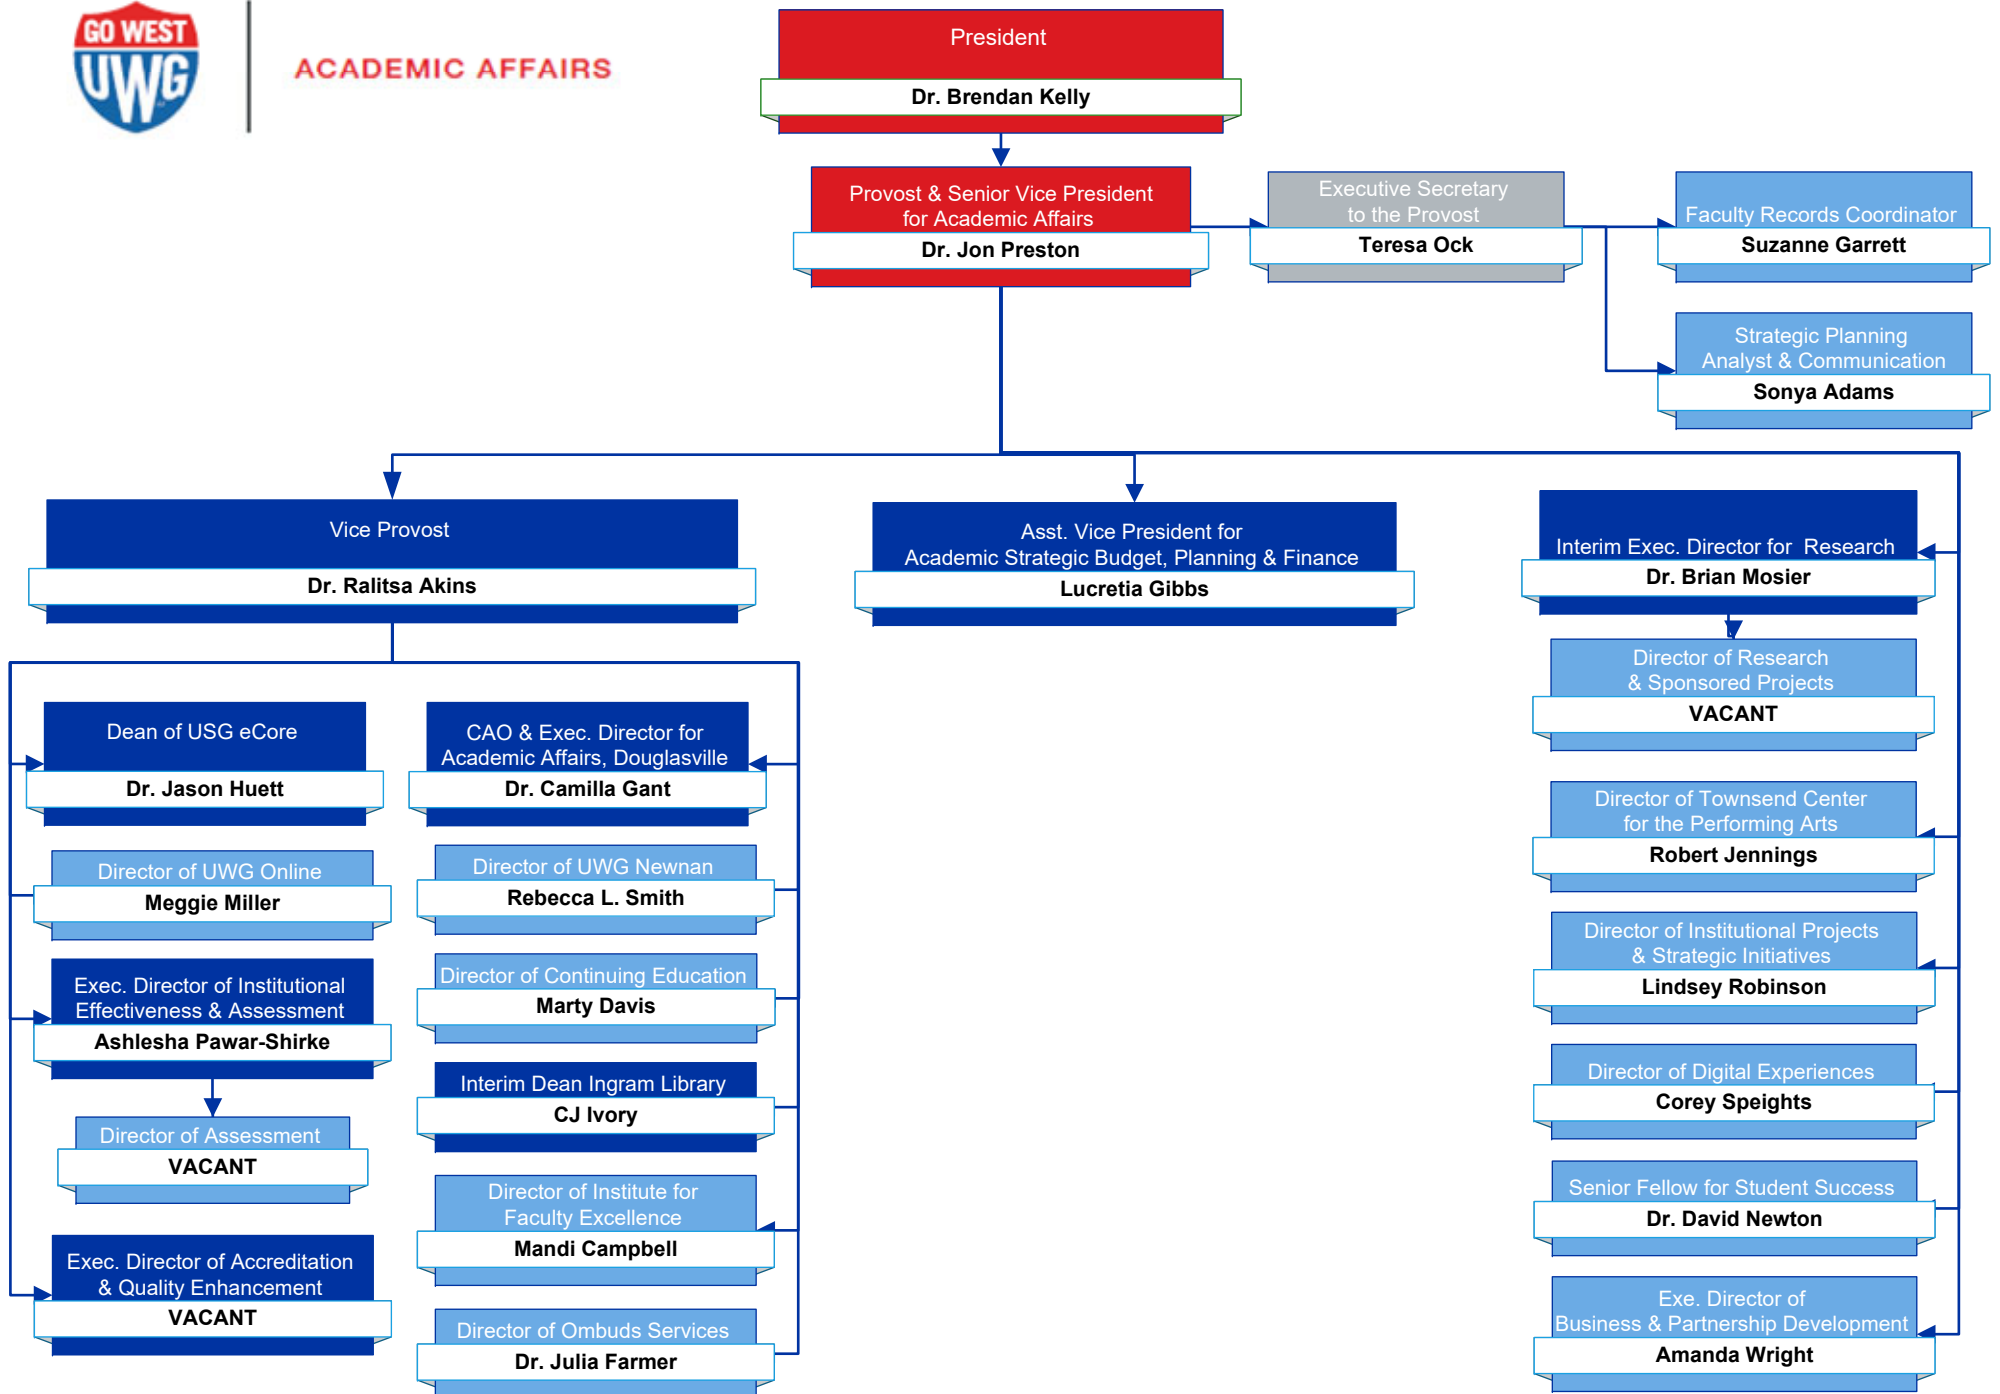 GO WEST
UWG
ACADEMIC AFFAIRS
President
Dr. Brendan Kelly
Provost & Senior Vice President
for Academic Affairs
Dr. Jon Preston
Executive Secretary
to the Provost
Teresa Ock
Faculty Records Coordinator
Suzanne Garrett
Strategic Planning
Analyst & Communication
Sonya Adams
Vice Provost
Dr. Ralitsa Akins
Asst. Vice President for
Academic Strategic Budget, Planning & Finance
Lucretia Gibbs
Interim Exec. Director for Research
Dr. Brian Mosier
Director of Research
& Sponsored Projects
VACANT
Dean of USG eCore
Dr. Jason Huett
Director of UWG Online
Meggie Miller
Exec. Director of Institutional
Effectiveness & Assessment
Ashlesha Pawar-Shirke
Director of Assessment
VACANT
Exec. Director of Accreditation
& Quality Enhancement
VACANT
CAO & Exec. Director for
Academic Affairs, Douglasville
Dr. Camilla Gant
Director of UWG Newnan
Rebecca L. Smith
Director of Continuing Education
Marty Davis
Interim Dean Ingram Library
CJ Ivory
Director of Institute for
Faculty Excellence
Mandi Campbell
Director of Ombuds Services
Dr. Julia Farmer
Director of Townsend Center
for the Performing Arts
Robert Jennings
Director of Institutional Projects
& Strategic Initiatives
Lindsey Robinson
Director of Digital Experiences
Corey Speights
Senior Fellow for Student Success
Dr. David Newton
Exe. Director of
Business & Partnership Development
Amanda Wright